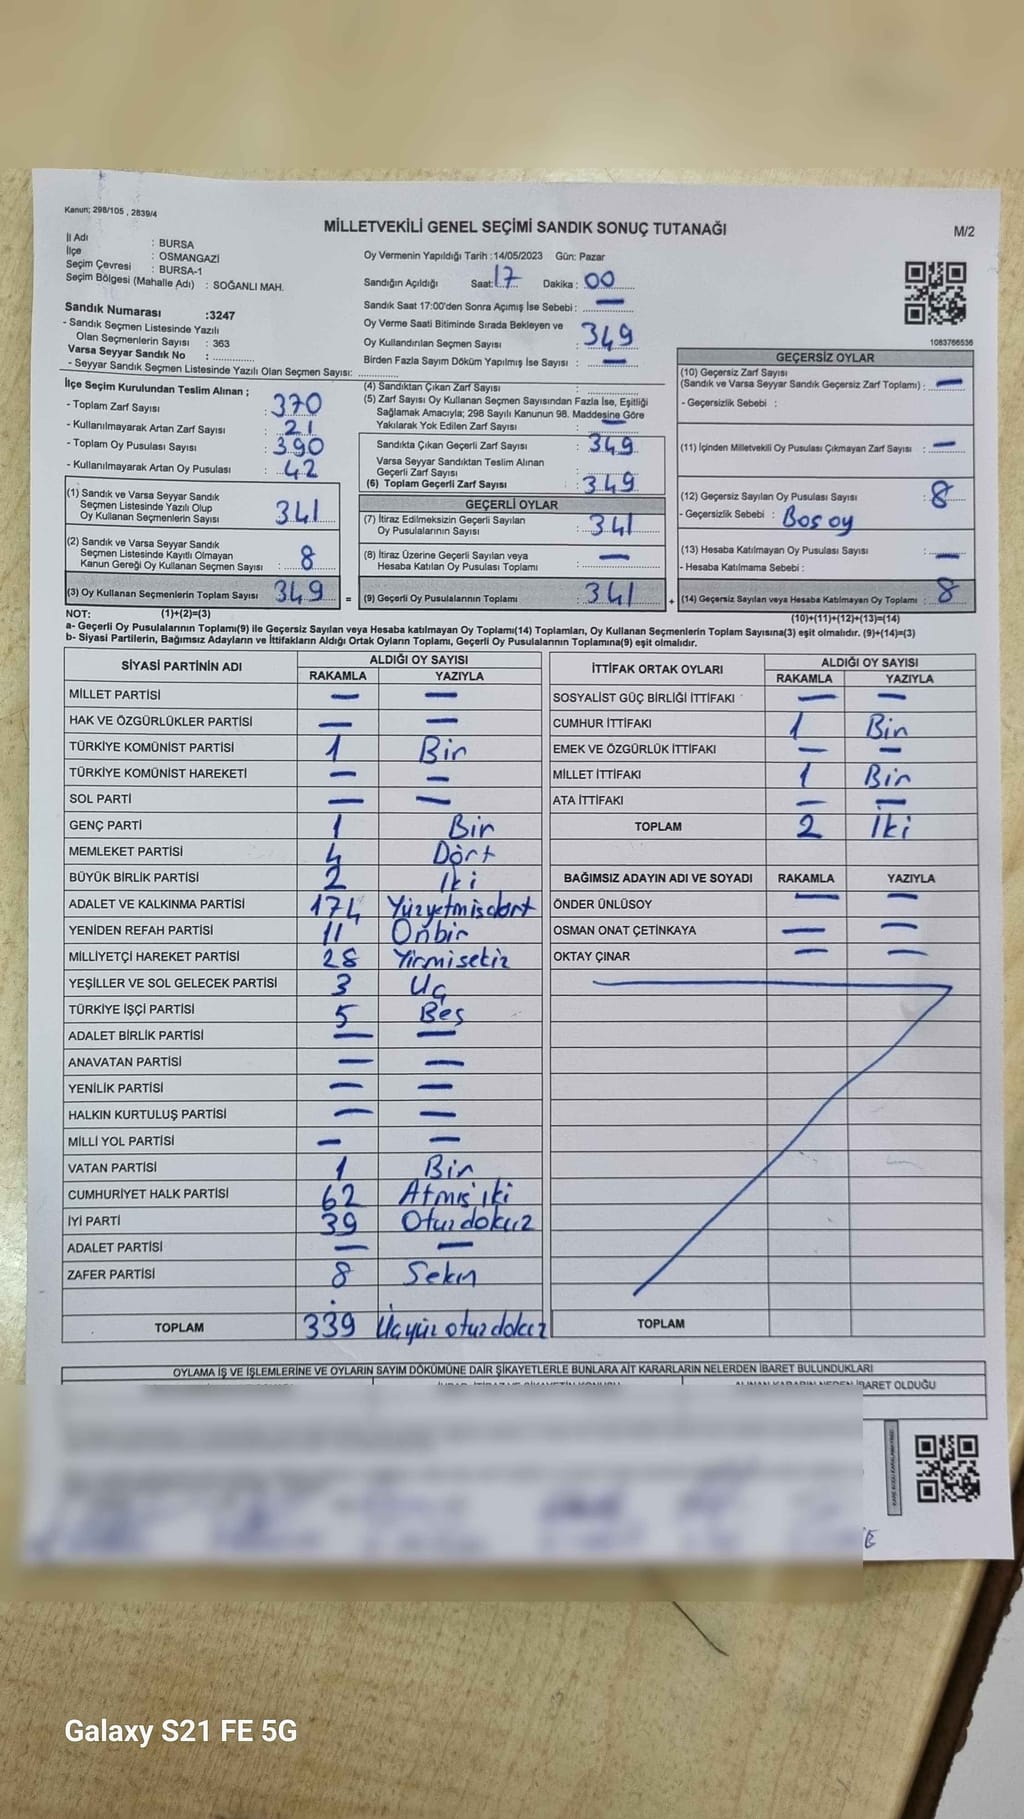 Kanun; 298/105 , 2839/4
MİLLETVEKİLİ GENEL SEÇİMİ SANDIK SONUÇ TUTANAĞI
M/2
İl Adı : BURSA
İlçe : OSMANGAZİ
Seçim Çevresi : BURSA-1
Seçim Bölgesi (Mahalle Adı) : SOĞANLI MAH.
Oy Vermenin Yapıldığı Tarih :14/05/2023 Gün: Pazar
Sandığın Açıldığı Saat: 17 Dakika : 00
Sandık Saat 17:00'den Sonra Açımış İse Sebebi : —
Oy Verme Saati Bitiminde Sırada Bekleyen ve
Oy Kullandırılan Seçmen Sayısı : 349
Birden Fazla Sayım Döküm Yapılmış İse Sayısı : —
1083766536
Sandık Numarası :3247
- Sandık Seçmen Listesinde Yazılı
Olan Seçmenlerin Sayısı : 363
Varsa Seyyar Sandık No :
- Seyyar Sandık Seçmen Listesinde Yazılı Olan Seçmen Sayısı:
İlçe Seçim Kurulundan Teslim Alınan ;
- Toplam Zarf Sayısı : 370
- Kullanılmayarak Artan Zarf Sayısı : 21
- Toplam Oy Pusulası Sayısı : 390
- Kullanılmayarak Artan Oy Pusulası : 42
(1) Sandık ve Varsa Seyyar Sandık
Seçmen Listesinde Yazılı Olup
Oy Kullanan Seçmenlerin Sayısı 341
(2) Sandık ve Varsa Seyyar Sandık
Seçmen Listesinde Kayıtlı Olmayan
Kanun Gereği Oy Kullanan Seçmen Sayısı : 8
(3) Oy Kullanan Seçmenlerin Toplam Sayısı 349 =
(4) Sandıktan Çıkan Zarf Sayısı :
(5) Zarf Sayısı Oy Kullanan Seçmen Sayısından Fazla İse, Eşitliği
Sağlamak Amacıyla; 298 Sayılı Kanunun 98. Maddesine Göre
Yakılarak Yok Edilen Zarf Sayısı : —
Sandıkta Çıkan Geçerli Zarf Sayısı : 349
Varsa Seyyar Sandıktan Teslim Alınan
Geçerli Zarf Sayısı
(6) Toplam Geçerli Zarf Sayısı : 349
GEÇERLİ OYLAR
(7) İtiraz Edilmeksizin Geçerli Sayılan
Oy Pusulalarının Sayısı : 341
(8) İtiraz Üzerine Geçerli Sayılan veya
Hesaba Katılan Oy Pusulası Toplamı : —
(9) Geçerli Oy Pusulalarının Toplamı : 341 +
GEÇERSİZ OYLAR
(10) Geçersiz Zarf Sayısı
(Sandık ve Varsa Seyyar Sandık Geçersiz Zarf Toplamı) : —
- Geçersizlik Sebebi :
(11) İçinden Milletvekili Oy Pusulası Çıkmayan Zarf Sayısı : —
(12) Geçersiz Sayılan Oy Pusulası Sayısı : 8
- Geçersizlik Sebebi : Boş oy
(13) Hesaba Katılmayan Oy Pusulası Sayısı : —
- Hesaba Katılmama Sebebi :
(14) Geçersiz Sayılan veya Hesaba Katılmayan Oy Toplamı : 8
NOT: (1)+(2)=(3) (10)+(11)+(12)+(13)=(14)
a- Geçerli Oy Pusulalarının Toplamı(9) ile Geçersiz Sayılan veya Hesaba katılmayan Oy Toplamı(14) Toplamları, Oy Kullanan Seçmenlerin Toplam Sayısına(3) eşit olmalıdır. (9)+(14)=(3)
b- Siyasi Partilerin, Bağımsız Adayların ve İttifakların Aldığı Ortak Oyların Toplamı, Geçerli Oy Pusulalarının Toplamına(9) eşit olmalıdır.
SİYASİ PARTİNİN ADI ALDIĞI OY SAYISI
RAKAMLA YAZIYLA
MİLLET PARTİSİ — —
HAK VE ÖZGÜRLÜKLER PARTİSİ — —
TÜRKİYE KOMÜNİST PARTİSİ 1 Bir
TÜRKİYE KOMÜNİST HAREKETİ — —
SOL PARTİ — —
GENÇ PARTİ 1 Bir
MEMLEKET PARTİSİ 4 Dört
BÜYÜK BİRLİK PARTİSİ 2 İki
ADALET VE KALKINMA PARTİSİ 174 Yüzyetmişdört
YENİDEN REFAH PARTİSİ 11 Onbir
MİLLİYETÇİ HAREKET PARTİSİ 28 Yirmisekiz
YEŞİLLER VE SOL GELECEK PARTİSİ 3 Üç
TÜRKİYE İŞÇİ PARTİSİ 5 Beş
ADALET BİRLİK PARTİSİ — —
ANAVATAN PARTİSİ — —
YENİLİK PARTİSİ — —
HALKIN KURTULUŞ PARTİSİ — —
MİLLİ YOL PARTİSİ — —
VATAN PARTİSİ 1 Bir
CUMHURİYET HALK PARTİSİ 62 Atmış iki
İYİ PARTİ 39 Otuzdokuz
ADALET PARTİSİ — —
ZAFER PARTİSİ 8 Sekiz
TOPLAM 339 Üçyüz otuzdokuz
İTTİFAK ORTAK OYLARI ALDIĞI OY SAYISI
RAKAMLA YAZIYLA
SOSYALİST GÜÇ BİRLİĞİ İTTİFAKI — —
CUMHUR İTTİFAKI 1 Bir
EMEK VE ÖZGÜRLÜK İTTİFAKI — —
MİLLET İTTİFAKI 1 Bir
ATA İTTİFAKI — —
TOPLAM 2 İki
BAĞIMSIZ ADAYIN ADI VE SOYADI RAKAMLA YAZIYLA
ÖNDER ÜNLÜSOY — —
OSMAN ONAT ÇETİNKAYA — —
OKTAY ÇINAR — —
TOPLAM
OYLAMA İŞ VE İŞLEMLERİNE VE OYLARIN SAYIM DÖKÜMÜNE DAİR ŞİKAYETLERLE BUNLARA AİT KARARLARIN NELERDEN İBARET BULUNDUKLARI
ALINAN KARARIN NEDEN İBARET OLDUĞU
Galaxy S21 FE 5G